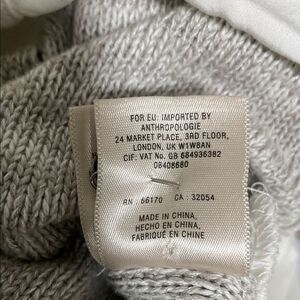 FOR EU: IMPORTED BY
ANTHROPOLOGIE
24 MARKET PLACE, 3RD FLOOR,
LONDON, UK W1W8AN
CIF: VAT No. GB 684936382
08408680
RN : 66170 CA : 32054
MADE IN CHINA,
HECHO EN CHINA,
FABRIQUÉ EN CHINE